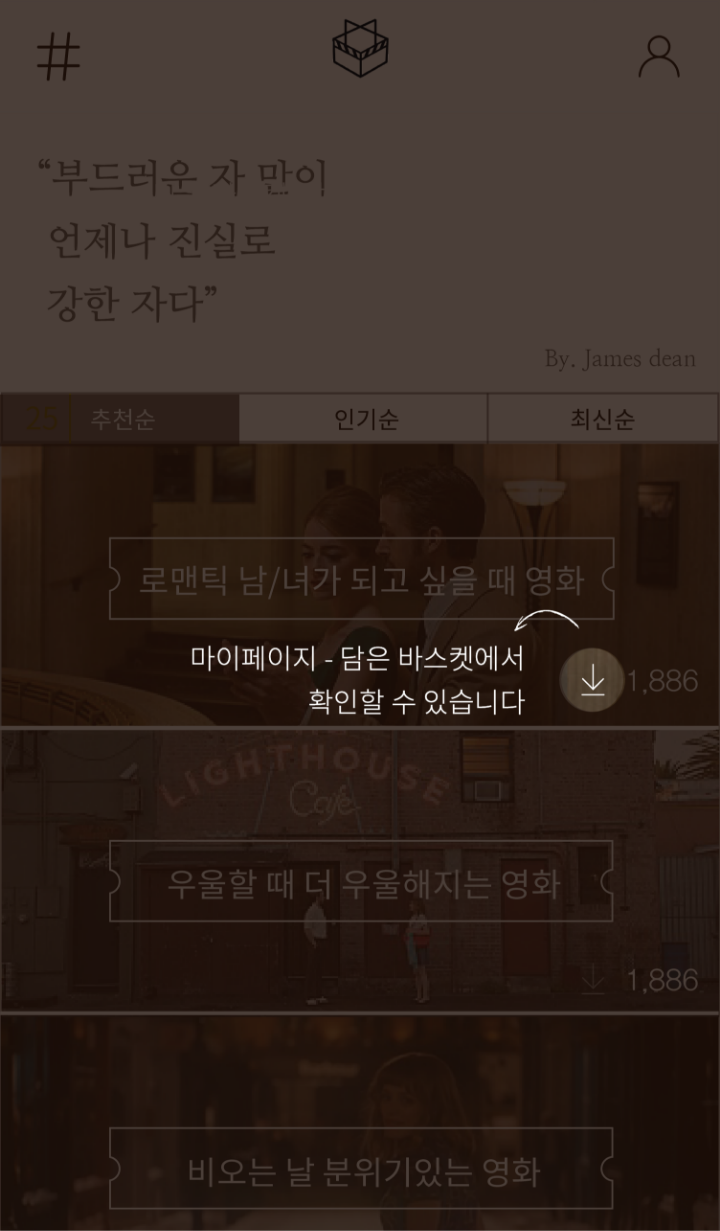 “부드러운 자 만이
언제나 진실로
강한 자다”
By. James dean
25
추천순
인기순
최신순
로맨틱 남/녀가 되고 싶을 때 영화
마이페이지 - 담은 바스켓에서
확인할 수 있습니다
1,886
LIGHTHOUSE
Cafe
우울할 때 더 우울해지는 영화
1,886
비오는 날 분위기있는 영화